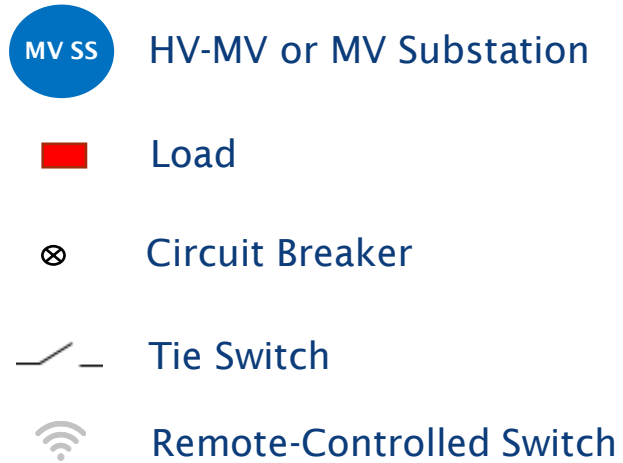 MV SS HV-MV or MV Substation
Load
Circuit Breaker
Tie Switch
Remote-Controlled Switch